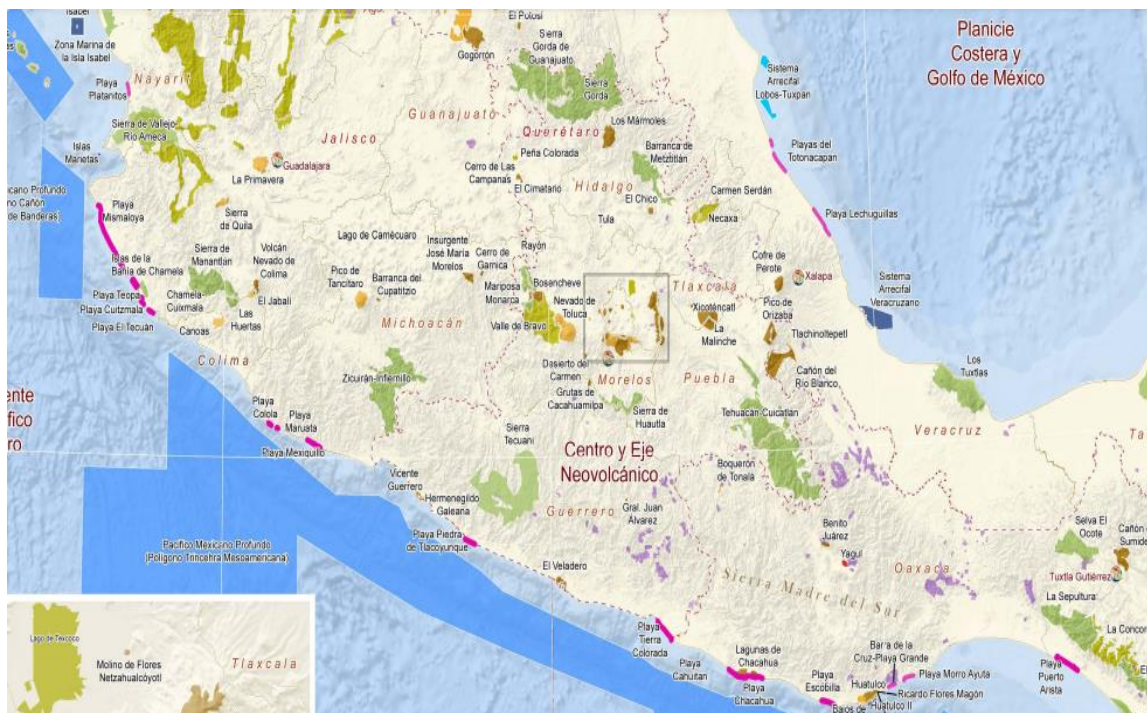 Isabel
Zona Marina de
la Isla Isabel
Playa
Platanitos
Nayarit
Sierra de Vallejo-
Río Ameca
Islas
Marietas
Jalisco
Guadalajara
La Primavera
El Potosí
Gogorrón
Sierra
Gorda de
Guanajuato
Sierra
Gorda
Guanajuato
Querétaro
Los Mármoles
Peña Colorada
Cerro de Las
Campanas
El Cimatario
Barranca de
Metztitlán
Hidalgo
El Chico
Tula
Carmen Serdán
Necaxa
Sistema
Arrecifal
Lobos-Tuxpan
Playas del
Totonacapan
Playa Lechuguillas
Planicie
Costera y
Golfo de México
Playa
Mismaloya
Sierra
de Quila
Islas de la
Bahía de Chamela
Sierra de
Manantlán
Volcán
Nevado de
Colima
El Jabalí
Playa Teopa
Playa Cuitzmala
Playa El Tecuán
Chamela-
Cuixmala
Canoas
Las
Huertas
Colima
Lago de Camécuaro
Pico de
Tancítaro
Barranca del
Cupatitzio
Insurgente
José María
Morelos
Cerro de
Garnica
Michoacán
Rayón
Mariposa
Monarca
Bosencheve
Nevado de
Toluca
Valle de Bravo
Desierto del
Carmen
Morelos
Grutas de
Cacahuamilpa
Sierra de
Huautla
Tlaxcala
Xicoténcatl
La
Malinche
Puebla
Cofre de
Perote
Xalapa
Pico de
Orizaba
Tlachinoltepetl
Cañón del
Río Blanco
Sistema
Arrecifal
Veracruzano
Los
Tuxtlas
Veracruz
Tehuacán-Cuicatlán
Zicuirán-Infiernillo
Playa
Colola
Playa
Maruata
Playa Mexiquillo
Sierra
Tecuani
Centro y Eje
Neovolcánico
Vicente
Guerrero
Hermenegildo
Galeana
Guerrero
Gral. Juan
Álvarez
Boquerón
de Tonalá
Playa Piedra
de Tlacoyunque
El Veladero
Benito
Juárez
Yagul
Oaxaca
Sierra Madre del Sur
Selva El
Ocote
Cañón
Sumide
Tuxtla Gutiérrez
La Sepultura
La Concor
Pacífico Mexicano Profundo
(Polígono Trinchera Mesoamericana)
Playa
Tierra
Colorada
Playa
Cahuitan
Lagunas de
Chacahua
Playa
Chacahua
Playa
Escobilla
Barra de la
Cruz-Playa Grande
Huatulco
Playa Morro Ayuta
Ricardo Flores Magón
Huatulco II
Bajos de
Playa
Puerto
Arista
Lago de Texcoco
Molino de Flores
Netzahualcóyotl
Tlaxcala